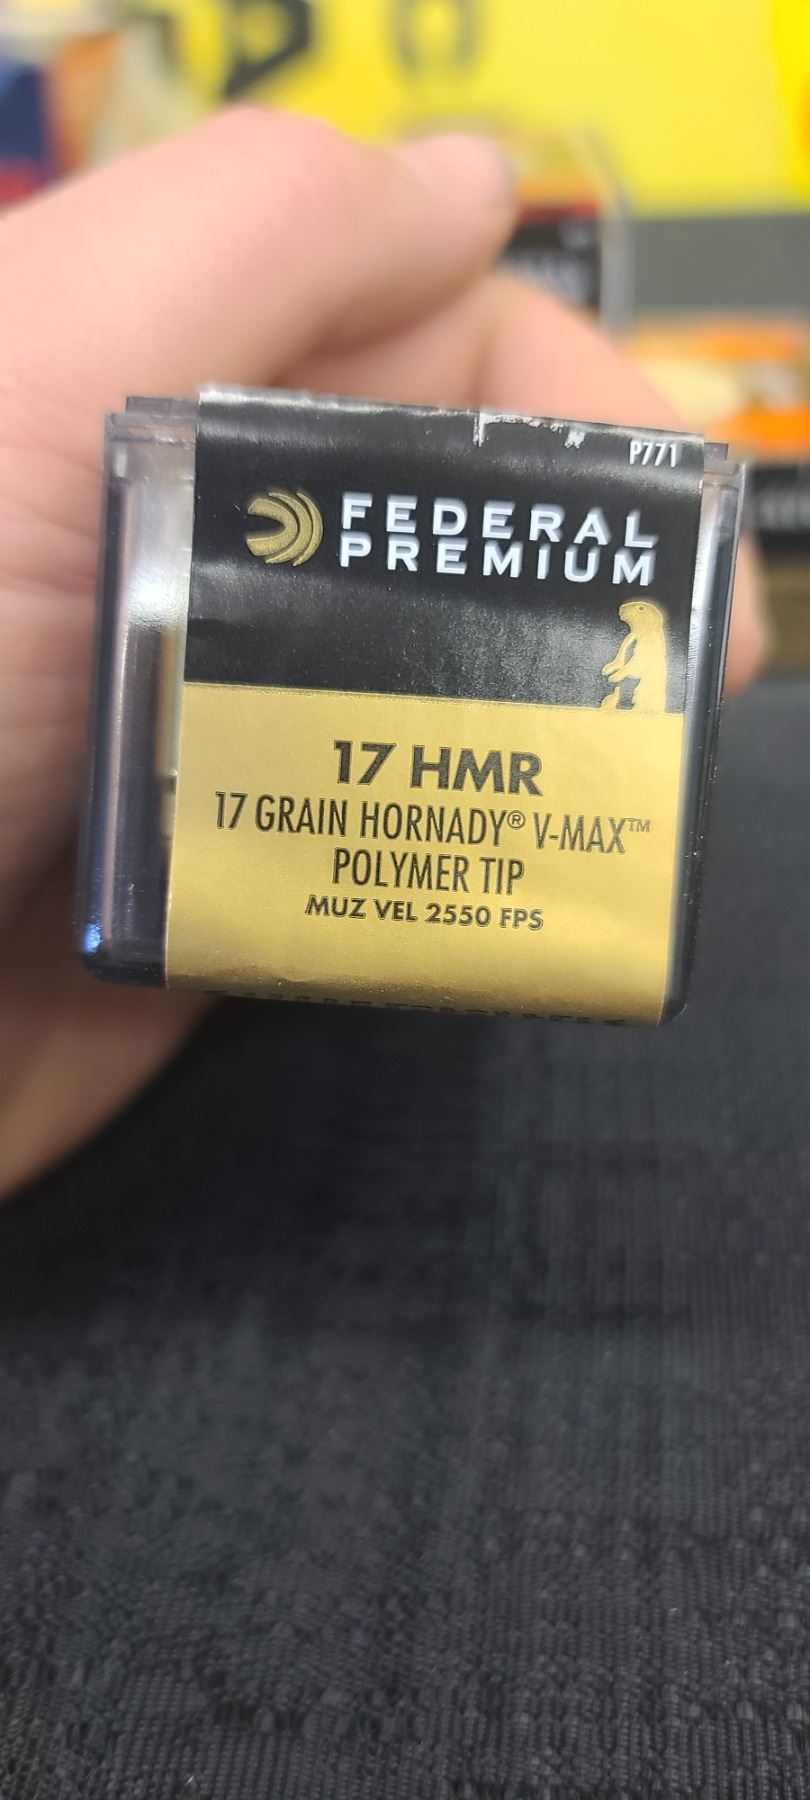 P771
FEDERAL
PREMIUM
17 HMR
17 GRAIN HORNADY® V-MAX™
POLYMER TIP
MUZ VEL 2550 FPS